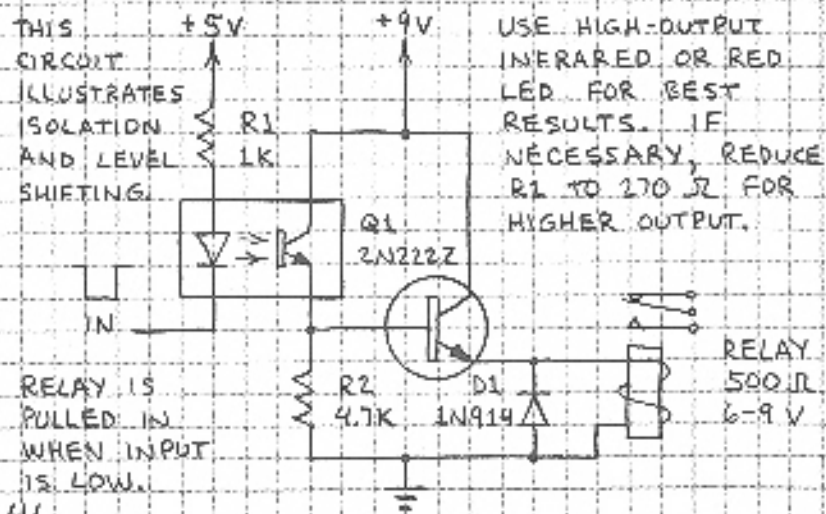 THIS
CIRCUIT
ILLUSTRATES
ISOLATION
AND LEVEL
SHIFTING.
+5V
R1
1K
+9V
USE HIGH-OUTPUT
INFRARED OR RED
LED FOR BEST
RESULTS. IF
NECESSARY, REDUCE
R1 TO 270 Ω FOR
HIGHER OUTPUT.
Q1
2N2222
IN
RELAY IS
PULLED IN
WHEN INPUT
IS LOW.
R2
4.7K
D1
1N914
RELAY
500 Ω
6-9 V